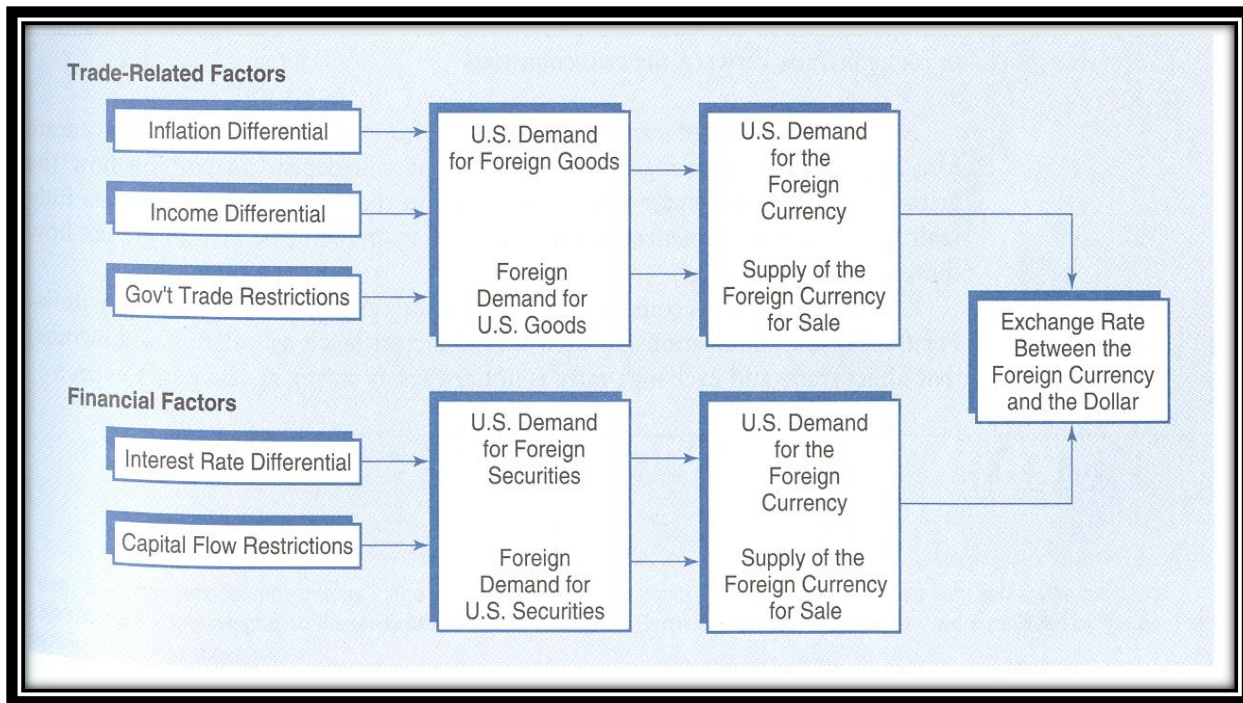 Trade-Related Factors
Inflation Differential
Income Differential
Gov't Trade Restrictions
U.S. Demand
for Foreign Goods
Foreign
Demand for
U.S. Goods
U.S. Demand
for the
Foreign
Currency
Supply of the
Foreign Currency
for Sale
Exchange Rate
Between the
Foreign Currency
and the Dollar
Financial Factors
Interest Rate Differential
Capital Flow Restrictions
U.S. Demand
for Foreign
Securities
Foreign
Demand for
U.S. Securities
U.S. Demand
for the
Foreign
Currency
Supply of the
Foreign Currency
for Sale